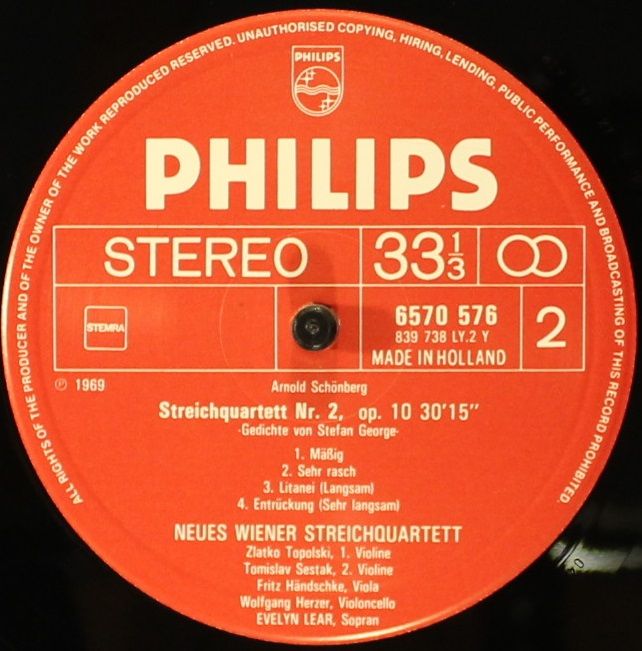 ALL RIGHTS OF THE PRODUCER AND OF THE OWNER OF THE WORK REPRODUCED RESERVED. UNAUTHORISED COPYING, HIRING, LENDING, PUBLIC PERFORMANCE AND BROADCASTING OF THIS RECORD PROHIBITED.
PHILIPS
PHILIPS
STEREO 33⅓
STEMRA
6570 576
839 738 LY.2 Y
MADE IN HOLLAND
2
℗ 1969
Arnold Schönberg
Streichquartett Nr. 2, op. 10 30'15"
-Gedichte von Stefan George-
1. Mäßig
2. Sehr rasch
3. Litanei (Langsam)
4. Entrückung (Sehr langsam)
NEUES WIENER STREICHQUARTETT
Zlatko Topolski, 1. Violine
Tomislav Sestak, 2. Violine
Fritz Händschke, Viola
Wolfgang Herzer, Violoncello
EVELYN LEAR, Sopran